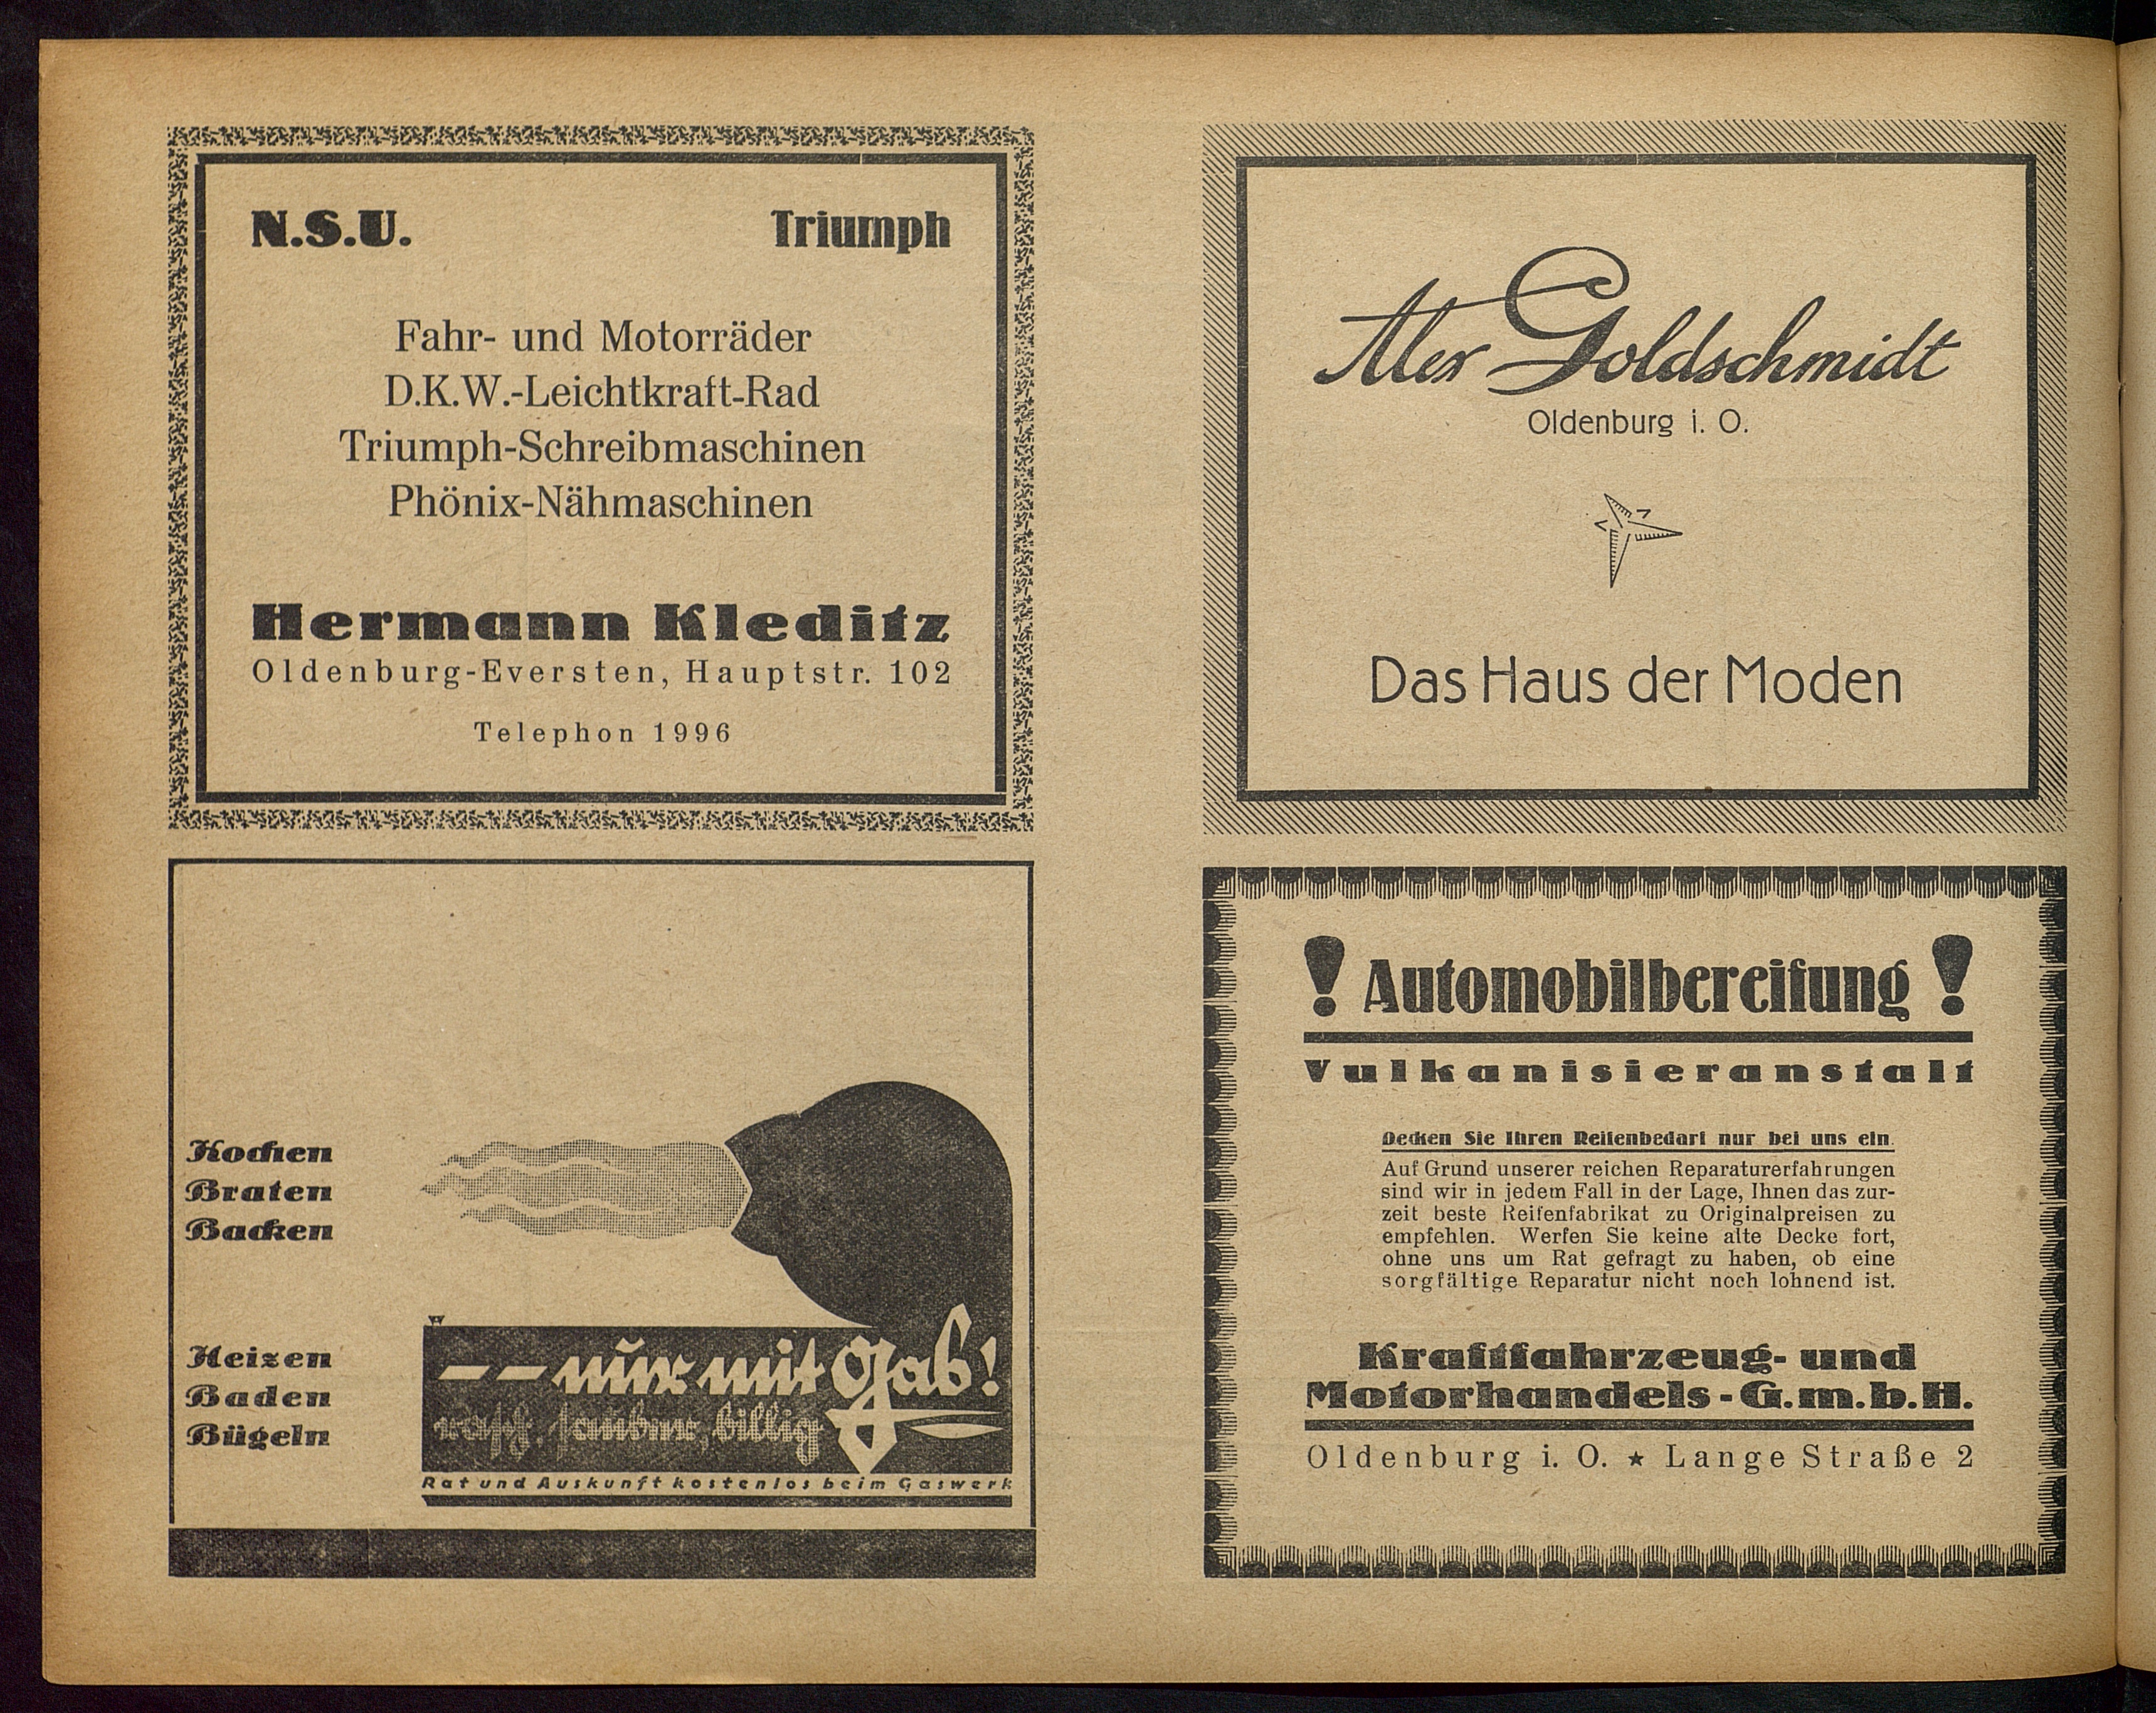 N.S.U. Triumph
Fahr- und Motorräder
D.K.W.-Leichtkraft-Rad
Triumph-Schreibmaschinen
Phönix-Nähmaschinen
Hermann Kleditz
Oldenburg-Eversten, Hauptstr. 102
Telephon 1996
Alex Goldschmidt
Oldenburg i. O.
Das Haus der Moden
Kochen
Braten
Backen
Heizen
Baden
Bügeln
-- nur mit Gas!
rasch, sauber, billig
Rat und Auskunft kostenlos beim Gaswerk
! Automobilbereifung !
Vulkanisieranstalt
Decken Sie Ihren Reifenbedarf nur bei uns ein.
Auf Grund unserer reichen Reparaturerfahrungen
sind wir in jedem Fall in der Lage, Ihnen das zur-
zeit beste Reifenfabrikat zu Originalpreisen zu
empfehlen. Werfen Sie keine alte Decke fort,
ohne uns um Rat gefragt zu haben, ob eine
sorgfältige Reparatur nicht noch lohnend ist.
Kraftfahrzeug- und
Motorhandels-G.m.b.H.
Oldenburg i. O. ★ Lange Straße 2